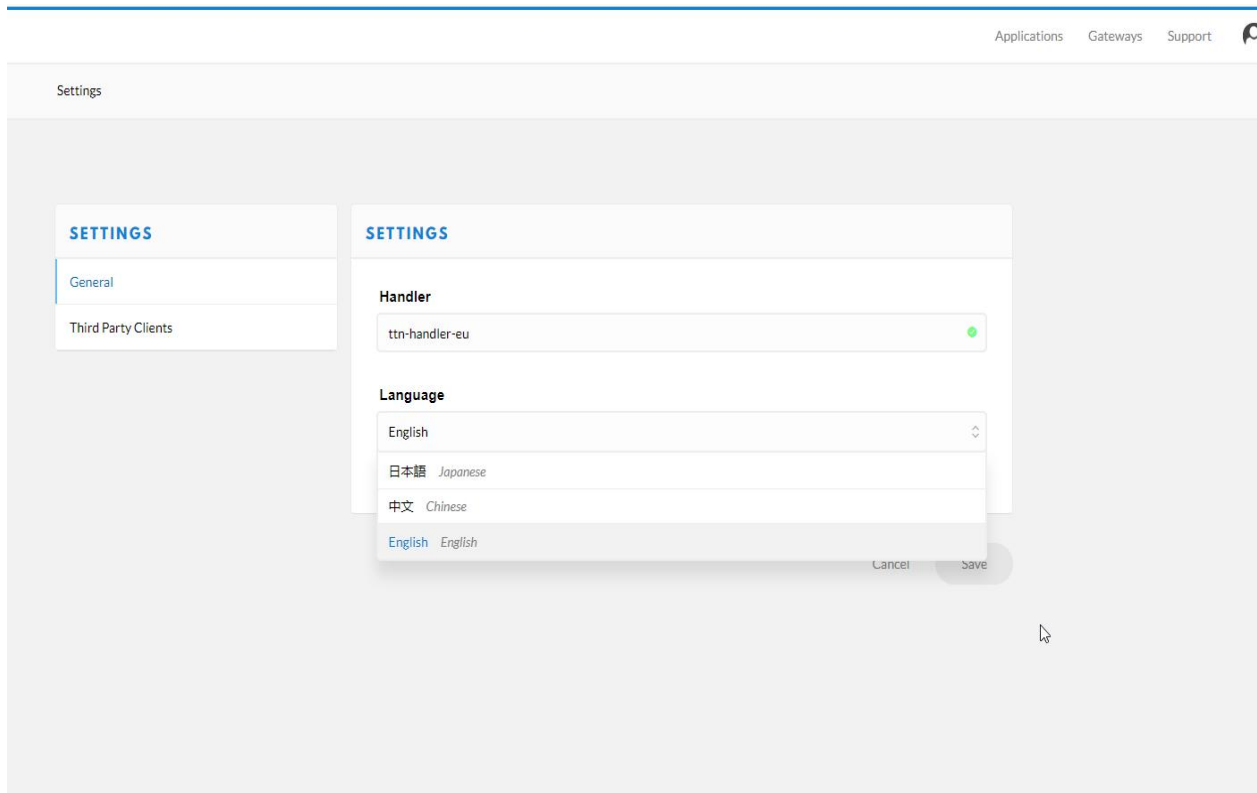 Applications Gateways Support
Settings
SETTINGS
General
Third Party Clients
SETTINGS
Handler
ttn-handler-eu
Language
English
日本語 Japanese
中文 Chinese
English English
Cancel Save